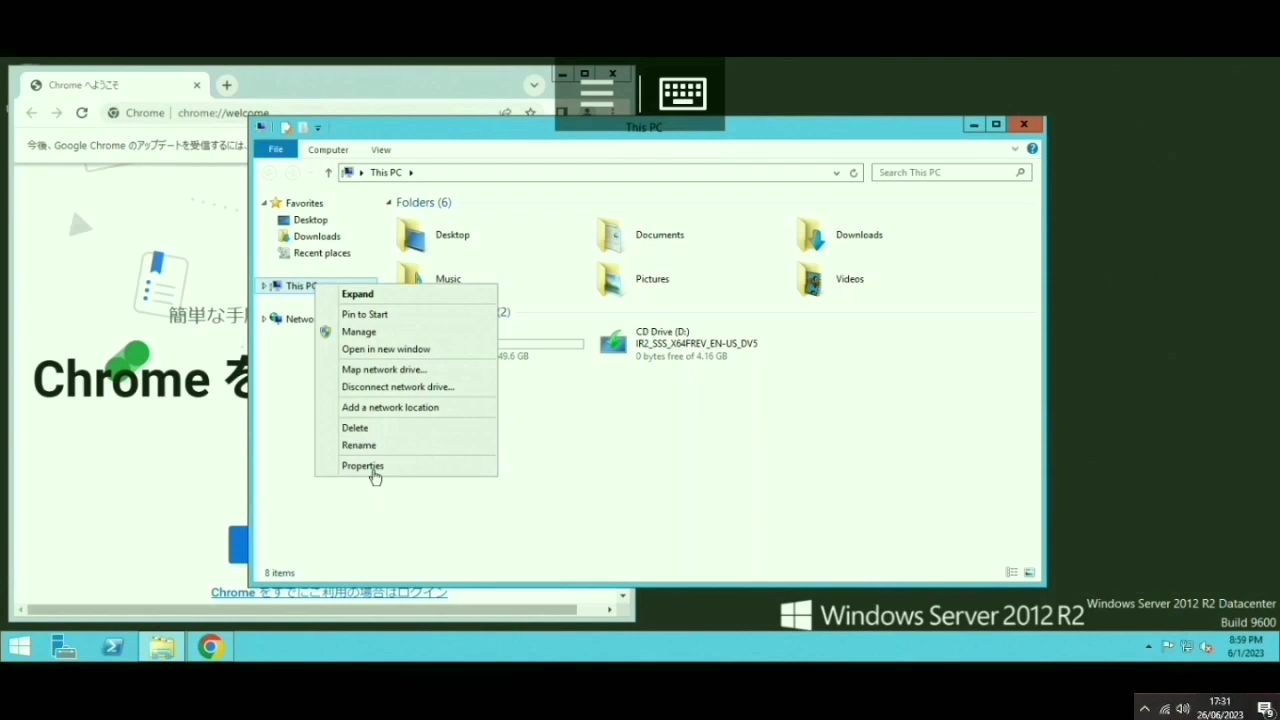 Chrome へようこそ
Chrome
chrome://welcome
今後、Google Chrome のアップデートを受信するには、
簡単な手
Chrome を
Chrome をすでにご利用の場合はログイン
This PC
File
Computer
View
This PC
Search This PC
Favorites
Desktop
Downloads
Recent places
This PC
Folders (6)
Desktop
Documents
Downloads
Music
Pictures
Videos
(2)
49.6 GB
CD Drive (D:)
IR2_SSS_X64FREV_EN-US_DV5
0 bytes free of 4.16 GB
Expand
Pin to Start
Manage
Open in new window
Map network drive...
Disconnect network drive...
Add a network location
Delete
Rename
Properties
8 items
Windows Server 2012 R2
Windows Server 2012 R2 Datacenter
Build 9600
8:59 PM
6/1/2023
17:31
26/06/2023